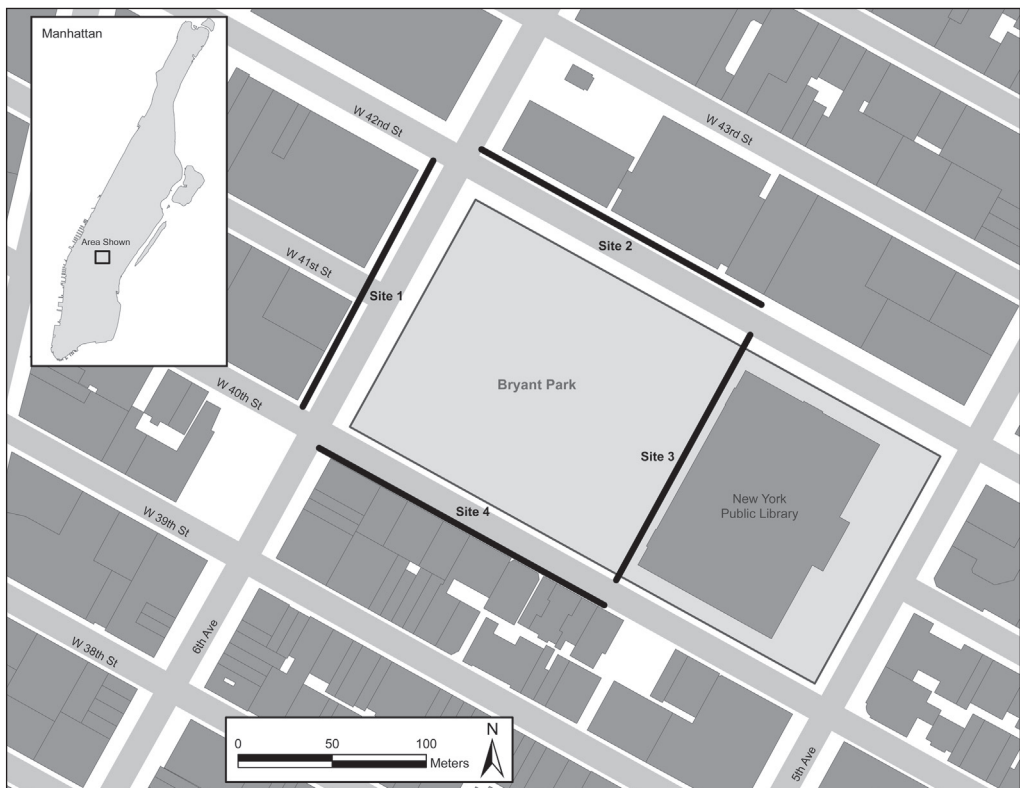 Manhattan
Area Shown
W 42nd St
W 43rd St
W 41st St
Site 1
Site 2
W 40th St
Bryant Park
Site 3
New York
Public Library
Site 4
W 39th St
6th Ave
W 38th St
5th Ave
0 50 100
Meters
N